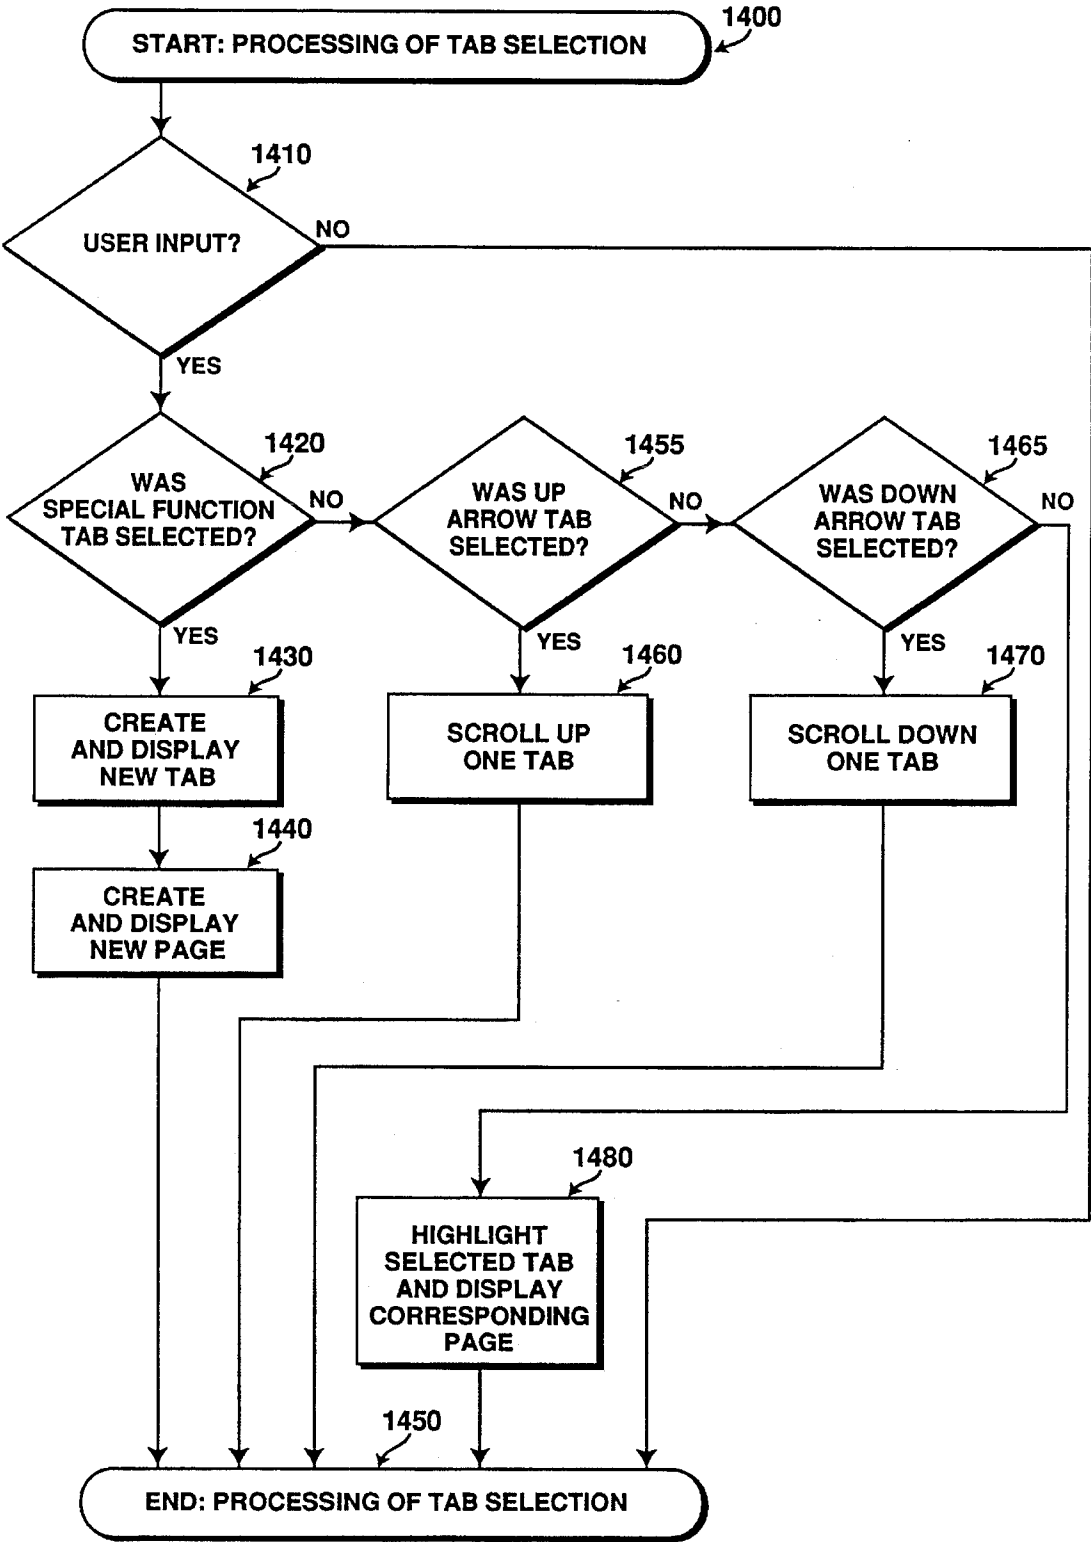 START: PROCESSING OF TAB SELECTION
1400
1410
USER INPUT?
NO
YES
1420
WAS
SPECIAL FUNCTION
TAB SELECTED?
NO
YES
1455
WAS UP
ARROW TAB
SELECTED?
NO
YES
1465
WAS DOWN
ARROW TAB
SELECTED?
NO
YES
1430
CREATE
AND DISPLAY
NEW TAB
1460
SCROLL UP
ONE TAB
1470
SCROLL DOWN
ONE TAB
1440
CREATE
AND DISPLAY
NEW PAGE
1480
HIGHLIGHT
SELECTED TAB
AND DISPLAY
CORRESPONDING
PAGE
1450
END: PROCESSING OF TAB SELECTION